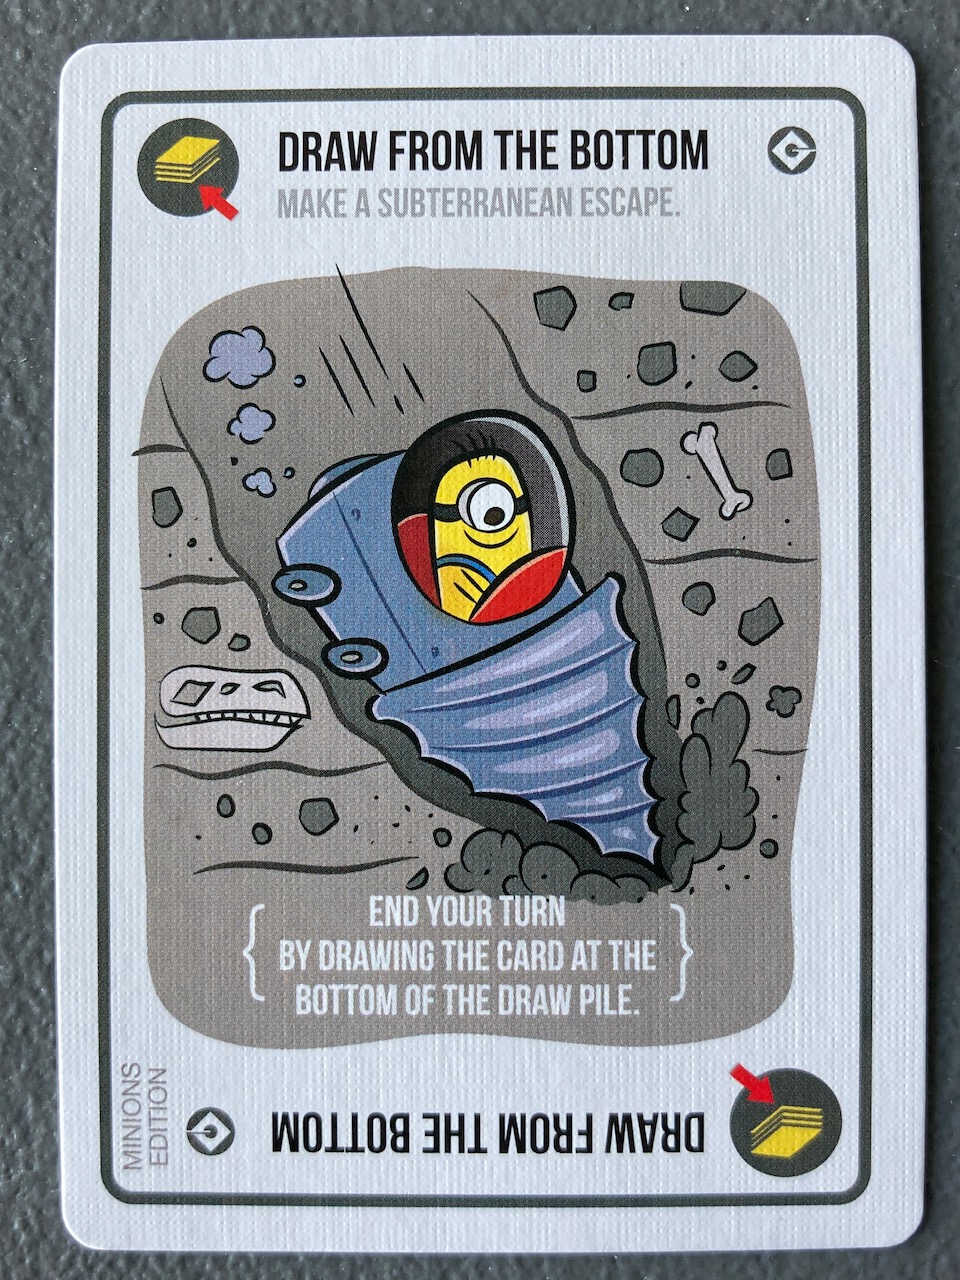 DRAW FROM THE BOTTOM
MAKE A SUBTERRANEAN ESCAPE.
END YOUR TURN
BY DRAWING THE CARD AT THE
BOTTOM OF THE DRAW PILE.
MINIONS
EDITION
DRAW FROM THE BOTTOM